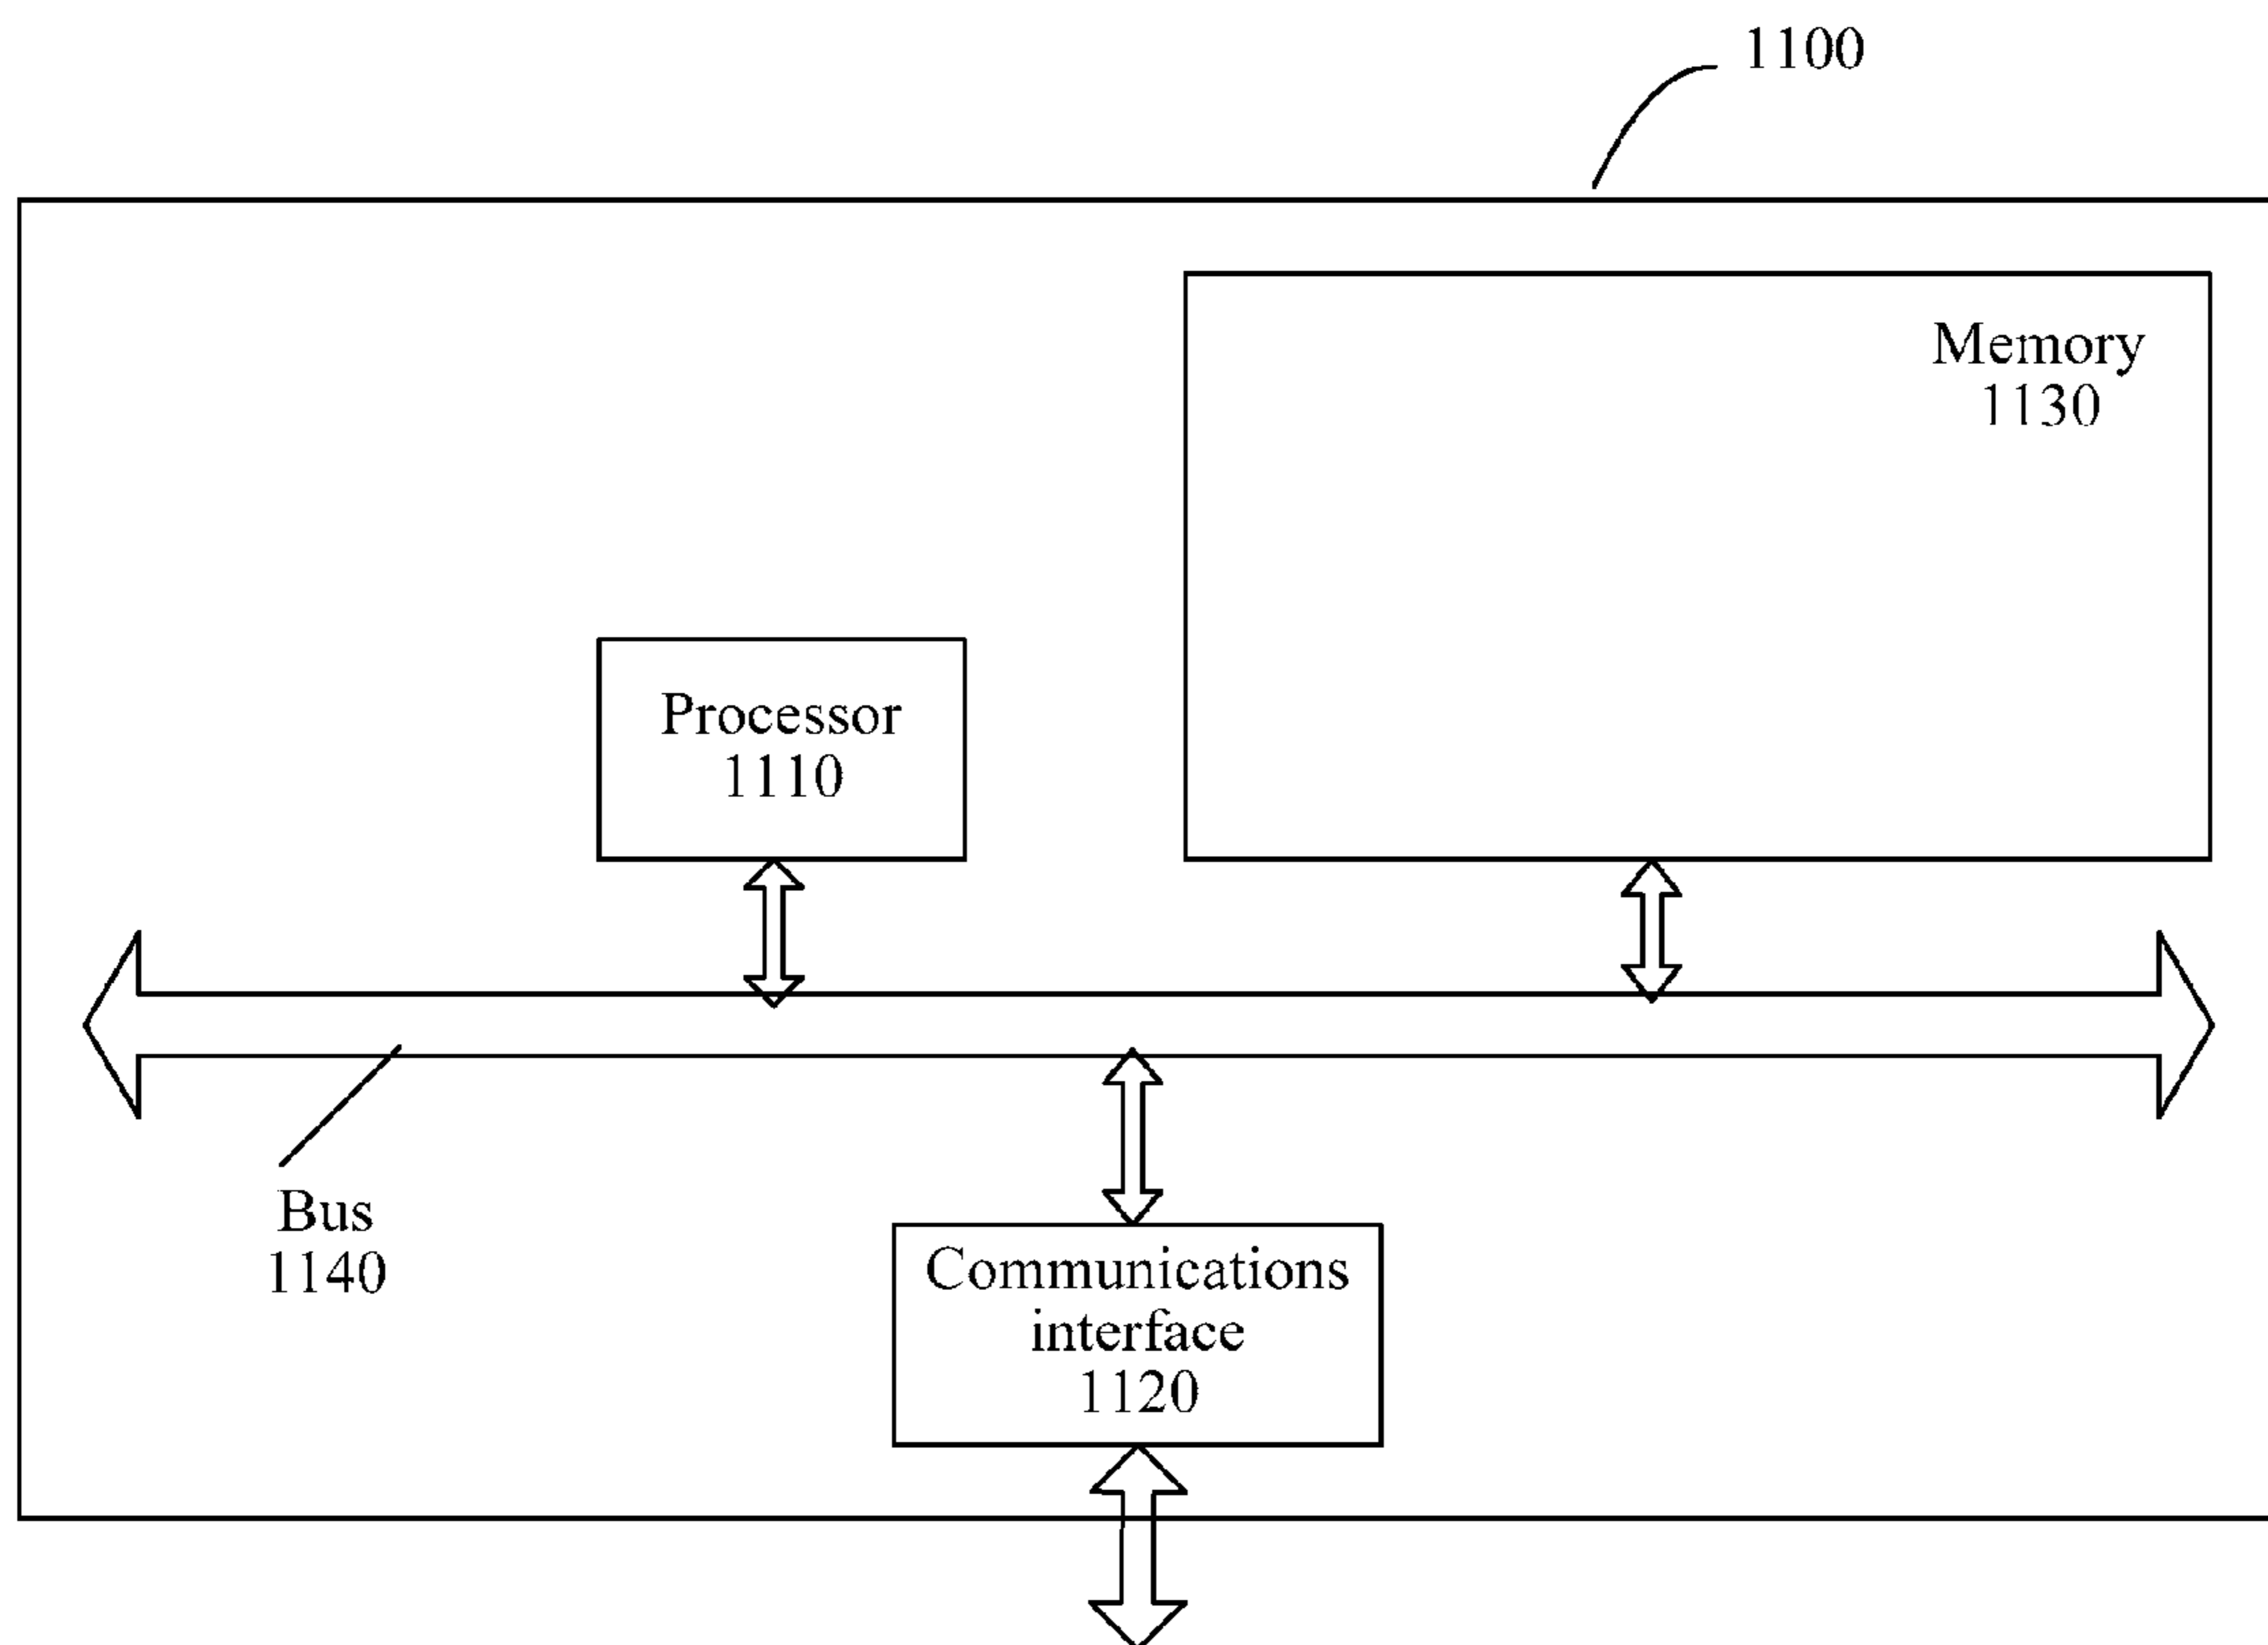 1100
Memory
1130
Processor
1110
Bus
1140
Communications
interface
1120